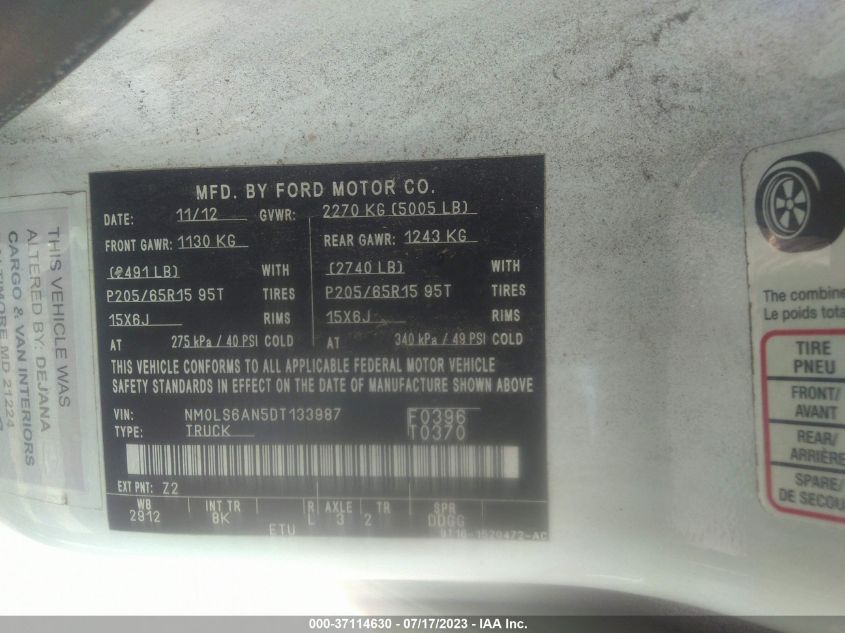 MFD. BY FORD MOTOR CO.
DATE: 11/12 GVWR: 2270 KG (5005 LB)
FRONT GAWR: 1130 KG REAR GAWR: 1243 KG
(2491 LB) WITH (2740 LB) WITH
P205/65R15 95T TIRES P205/65R15 95T TIRES
15X6J RIMS 15X6J RIMS
AT 275 kPa / 40 PSI COLD AT 340 kPa / 49 PSI COLD
THIS VEHICLE CONFORMS TO ALL APPLICABLE FEDERAL MOTOR VEHICLE
SAFETY STANDARDS IN EFFECT ON THE DATE OF MANUFACTURE SHOWN ABOVE
VIN: NM0LS6AN5DT133987 F0396
TYPE: TRUCK T0370
EXT PNT: Z2
WB INT TR R AXLE TR SPR
2912 8K L 3 2 DDGG
ETU
9T16-1520472-AC
THIS VEHICLE WAS
ALTERED BY: DEJANA
CARGO & VAN INTERIORS
BALTIMORE MD 21224
The combine
Le poids tota
TIRE
PNEU
FRONT/
AVANT
REAR/
ARRIÈRE
SPARE/
DE SECOU
000-37114630 - 07/17/2023 - IAA Inc.